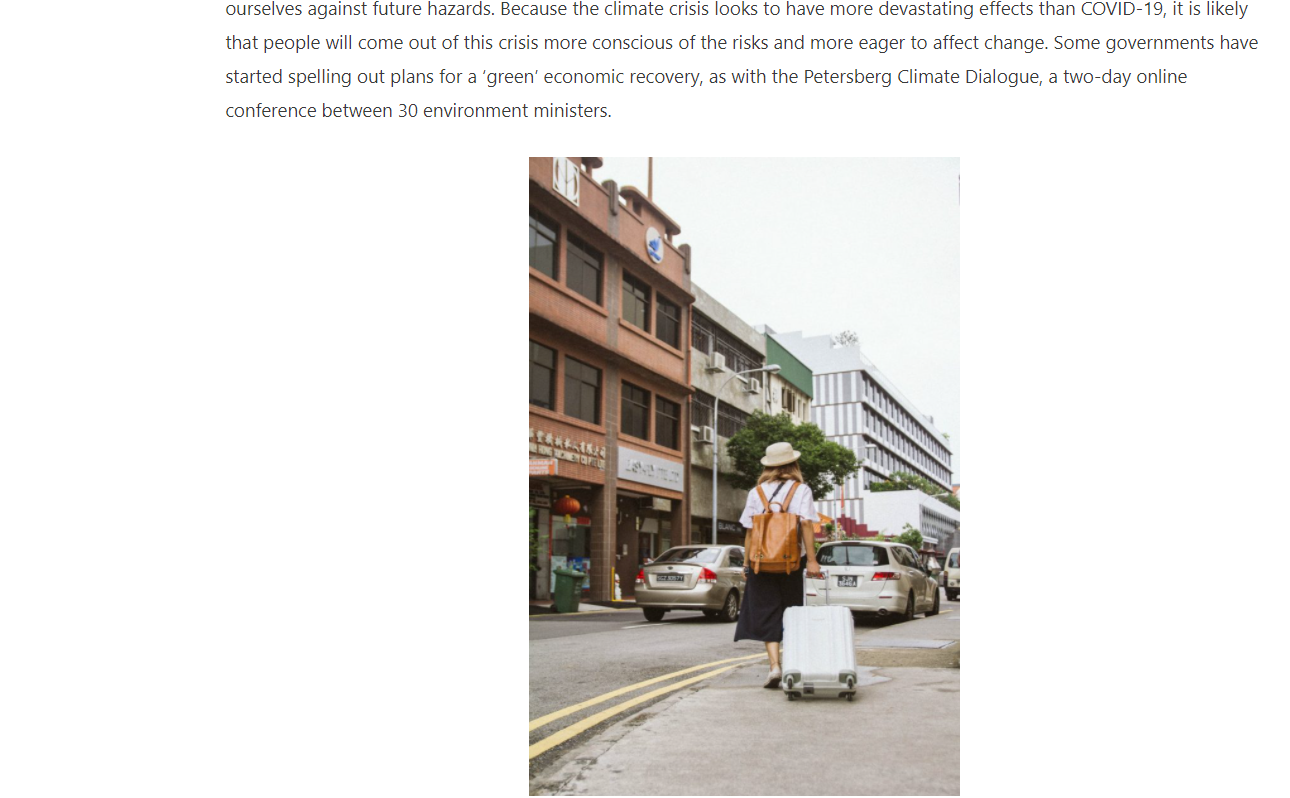 ourselves against future hazards. Because the climate crisis looks to have more devastating effects than COVID-19, it is likely
that people will come out of this crisis more conscious of the risks and more eager to affect change. Some governments have
started spelling out plans for a ‘green’ economic recovery, as with the Petersberg Climate Dialogue, a two-day online
conference between 30 environment ministers.